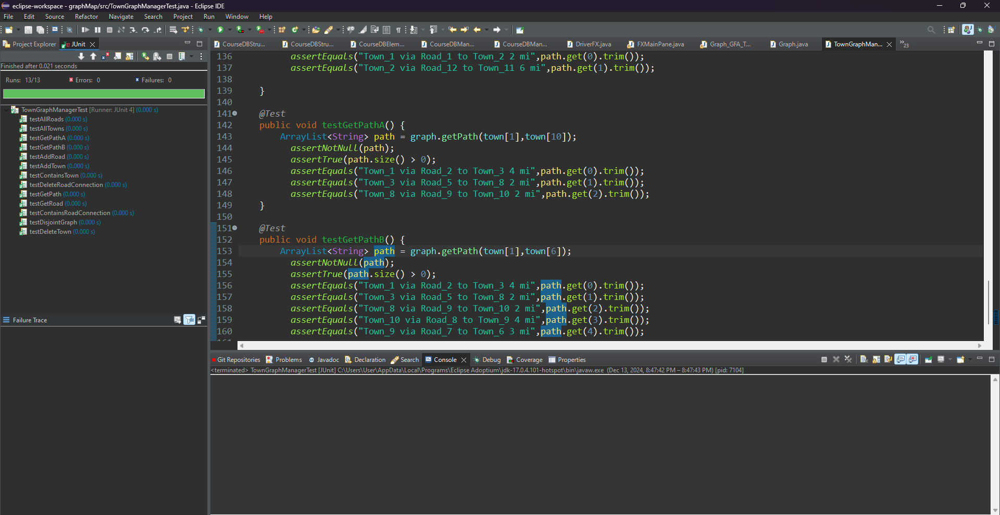 eclipse-workspace - graphMap/src/TownGraphManagerTest.java - Eclipse IDE
File Edit Source Refactor Navigate Search Project Run Window Help
Project Explorer JUnit
CourseDBStru... CourseDBStru... CourseDBElem... CourseDBMan... CourseDBMan... DriverFX.java FXMainPane.java Graph_GFA_T... Graph.java TownGraphMan... »23
Finished after 0.021 seconds
Runs: 13/13 Errors: 0 Failures: 0
TownGraphManagerTest [Runner: JUnit 4] (0.000 s)
testAllRoads (0.000 s)
testAllTowns (0.000 s)
testGetPathA (0.000 s)
testGetPathB (0.000 s)
testAddRoad (0.000 s)
testAddTown (0.000 s)
testContainsTown (0.000 s)
testDeleteRoadConnection (0.000 s)
testGetPath (0.000 s)
testGetRoad (0.000 s)
testContainsRoadConnection (0.000 s)
testDisjointGraph (0.000 s)
testDeleteTown (0.000 s)
Failure Trace
136 assertEquals("Town_1 via Road_1 to Town_2 2 mi",path.get(0).trim());
137 assertEquals("Town_2 via Road_12 to Town_11 6 mi",path.get(1).trim());
138
139 }
140
141 @Test
142 public void testGetPathA() {
143 ArrayList<String> path = graph.getPath(town[1],town[10]);
144 assertNotNull(path);
145 assertTrue(path.size() > 0);
146 assertEquals("Town_1 via Road_2 to Town_3 4 mi",path.get(0).trim());
147 assertEquals("Town_3 via Road_5 to Town_8 2 mi",path.get(1).trim());
148 assertEquals("Town_8 via Road_9 to Town_10 2 mi",path.get(2).trim());
149 }
150
151 @Test
152 public void testGetPathB() {
153 ArrayList<String> path = graph.getPath(town[1],town[6]);
154 assertNotNull(path);
155 assertTrue(path.size() > 0);
156 assertEquals("Town_1 via Road_2 to Town_3 4 mi",path.get(0).trim());
157 assertEquals("Town_3 via Road_5 to Town_8 2 mi",path.get(1).trim());
158 assertEquals("Town_8 via Road_9 to Town_10 2 mi",path.get(2).trim());
159 assertEquals("Town_10 via Road_8 to Town_9 4 mi",path.get(3).trim());
160 assertEquals("Town_9 via Road_7 to Town_6 3 mi",path.get(4).trim());
Git Repositories Problems Javadoc Declaration Search Console Debug Coverage Properties
<terminated> TownGraphManagerTest [JUnit] C:\Users\User\AppData\Local\Programs\Eclipse Adoptium\jdk-17.0.4.101-hotspot\bin\javaw.exe (Dec 13, 2024, 8:47:42 PM – 8:47:43 PM) [pid: 7104]